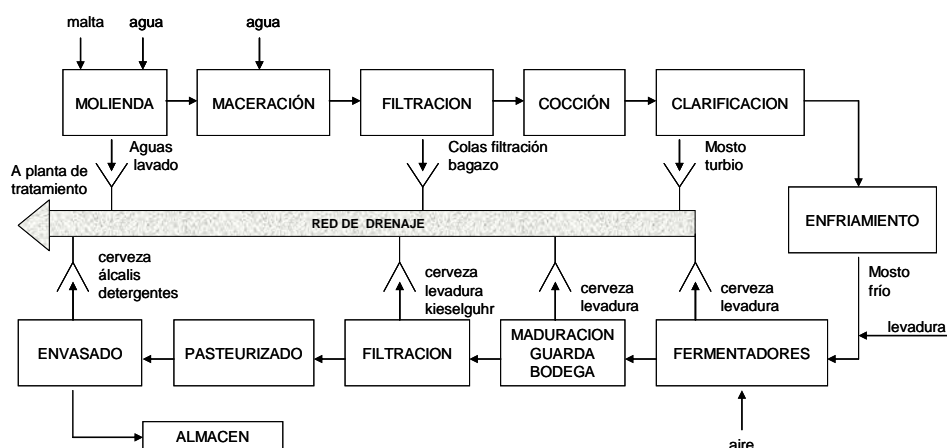 malta
agua
agua
MOLIENDA
MACERACIÓN
FILTRACION
COCCIÓN
CLARIFICACION
Aguas
lavado
Colas filtración
bagazo
Mosto
turbio
A planta de
tratamiento
RED DE DRENAJE
ENFRIAMIENTO
cerveza
álcalis
detergentes
cerveza
levadura
kieselguhr
cerveza
levadura
cerveza
levadura
Mosto
frío
levadura
ENVASADO
PASTEURIZADO
FILTRACION
MADURACION
GUARDA
BODEGA
FERMENTADORES
ALMACEN
aire